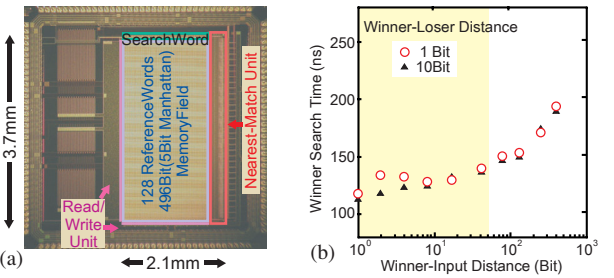 (a)
3.7mm
SearchWord
128 ReferenceWords
496Bit(5Bit Manhattan)
MemoryField
Nearest-Match Unit
Read/
Write
Unit
2.1mm
(b)
Winner Search Time (ns)
250
200
150
100
Winner-Loser Distance
1 Bit
10Bit
10⁰ 10¹ 10² 10³
Winner-Input Distance (Bit)